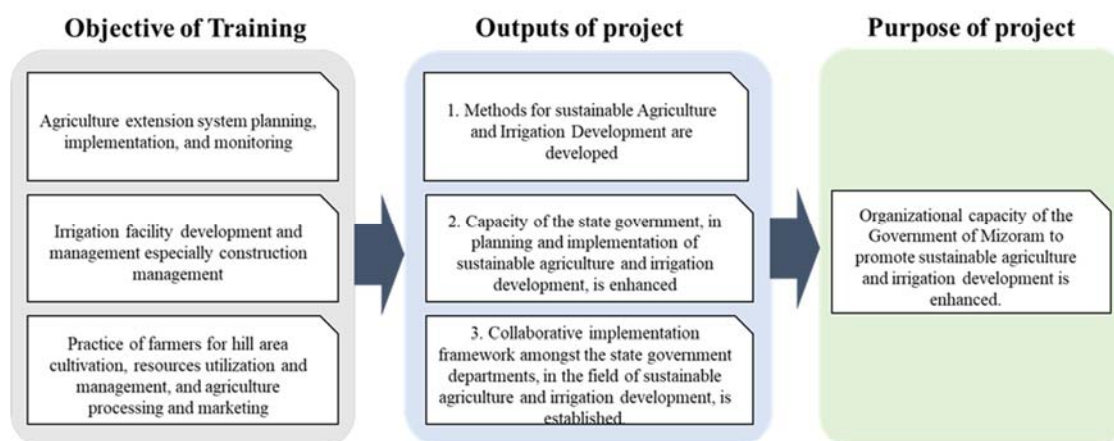 Objective of Training
Agriculture extension system planning,
implementation, and monitoring
Irrigation facility development and
management especially construction
management
Practice of farmers for hill area
cultivation, resources utilization and
management, and agriculture
processing and marketing
Outputs of project
1. Methods for sustainable Agriculture
and Irrigation Development are
developed
2. Capacity of the state government, in
planning and implementation of
sustainable agriculture and irrigation
development, is enhanced
3. Collaborative implementation
framework amongst the state government
departments, in the field of sustainable
agriculture and irrigation development, is
established.
Purpose of project
Organizational capacity of the
Government of Mizoram to
promote sustainable agriculture
and irrigation development is
enhanced.